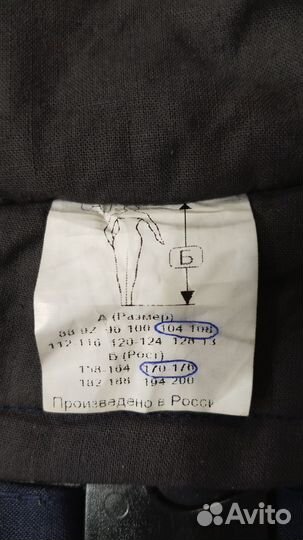 Б
А (Размер)
88-92 96-100 104-108
112-116 120-124 128-13
Б (Рост)
158-164 170-176
182-188 194-200
Произведено в Росси
Avito